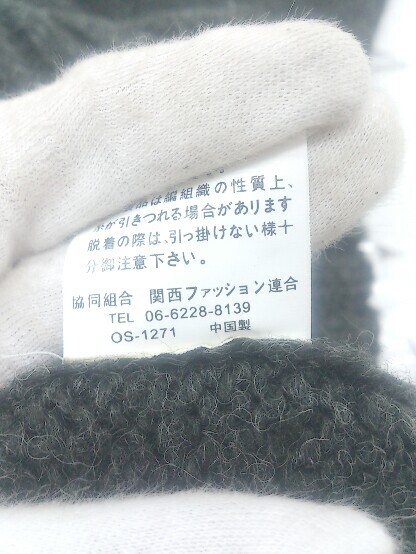 品は編組織の性質上、
が引きつれる場合があります
脱着の際は、引っ掛けない様十
分御注意下さい。
協同組合 関西ファッション連合
TEL 06-6228-8139
OS-1271 中国製